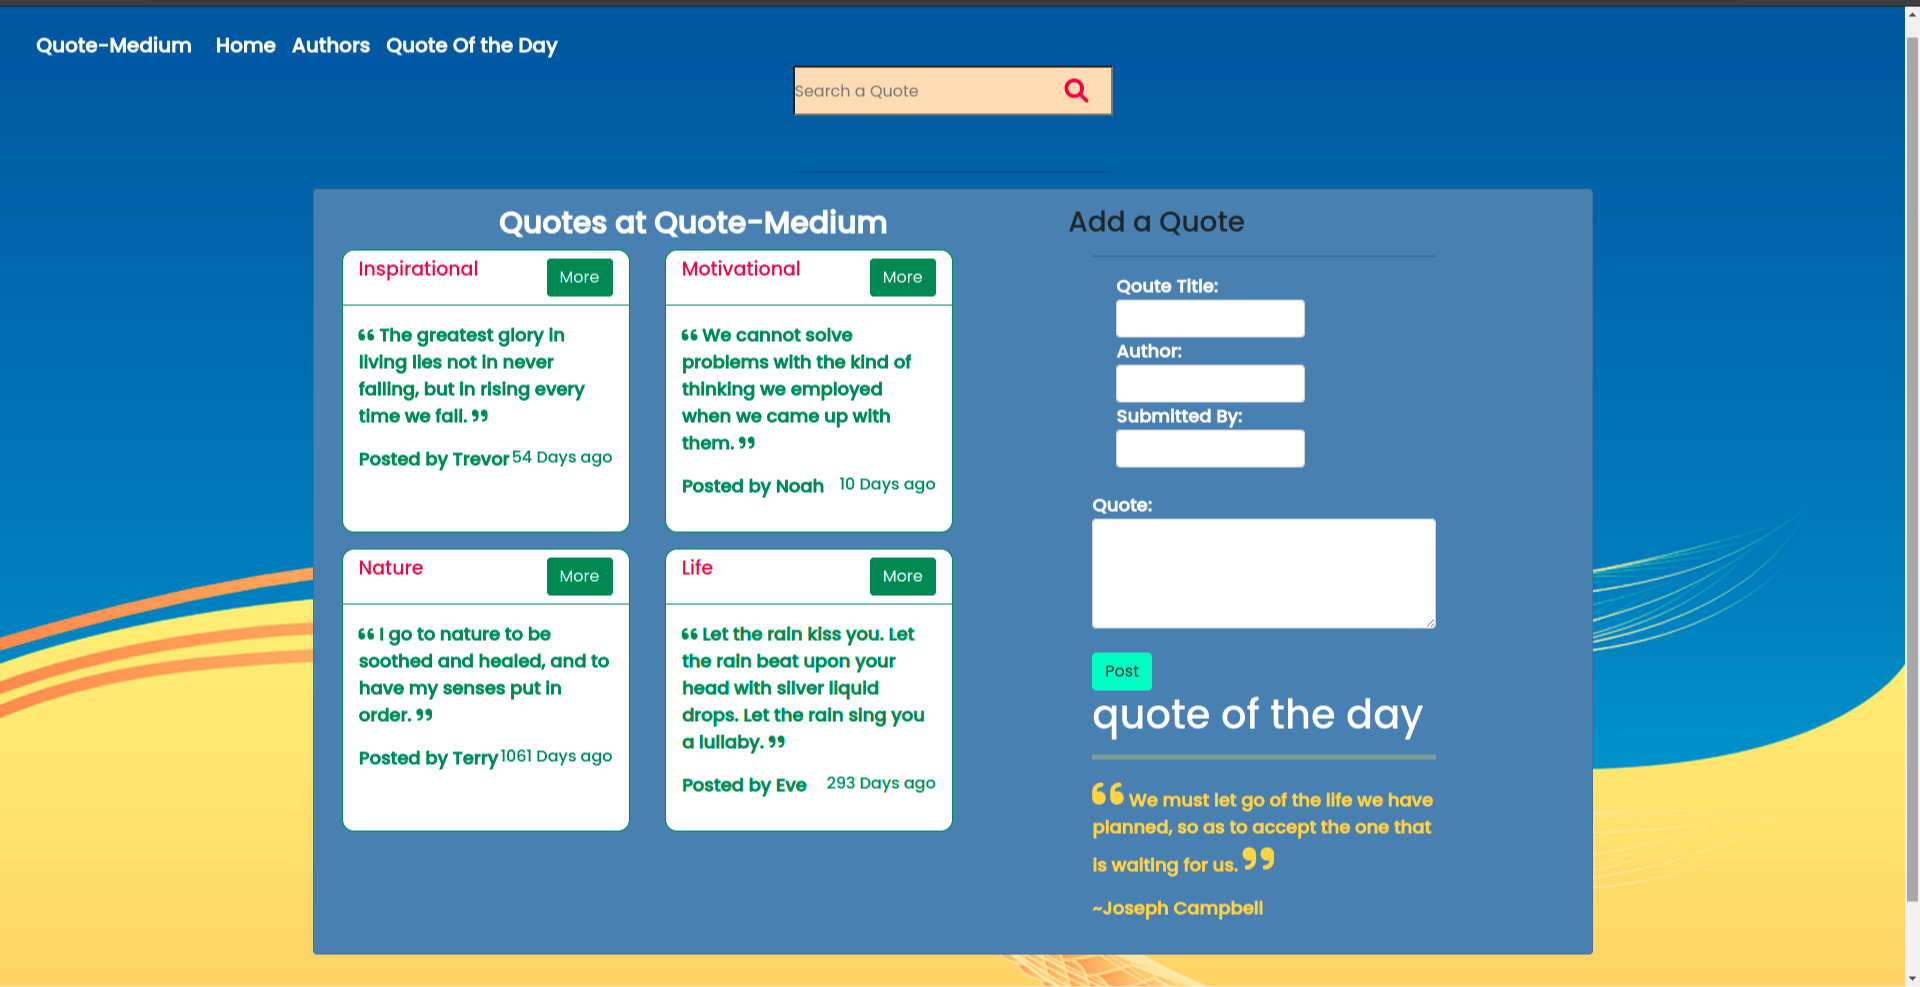 Quote-Medium Home Authors Quote Of the Day
Search a Quote
Quotes at Quote-Medium
Inspirational More
❝ The greatest glory in
living lies not in never
falling, but in rising every
time we fall. ❞
Posted by Trevor 54 Days ago
Motivational More
❝ We cannot solve
problems with the kind of
thinking we employed
when we came up with
them. ❞
Posted by Noah 10 Days ago
Nature More
❝ I go to nature to be
soothed and healed, and to
have my senses put in
order. ❞
Posted by Terry 1061 Days ago
Life More
❝ Let the rain kiss you. Let
the rain beat upon your
head with silver liquid
drops. Let the rain sing you
a lullaby. ❞
Posted by Eve 293 Days ago
Add a Quote
Qoute Title:
Author:
Submitted By:
Quote:
Post
quote of the day
❝ We must let go of the life we have
planned, so as to accept the one that
is waiting for us. ❞
~Joseph Campbell